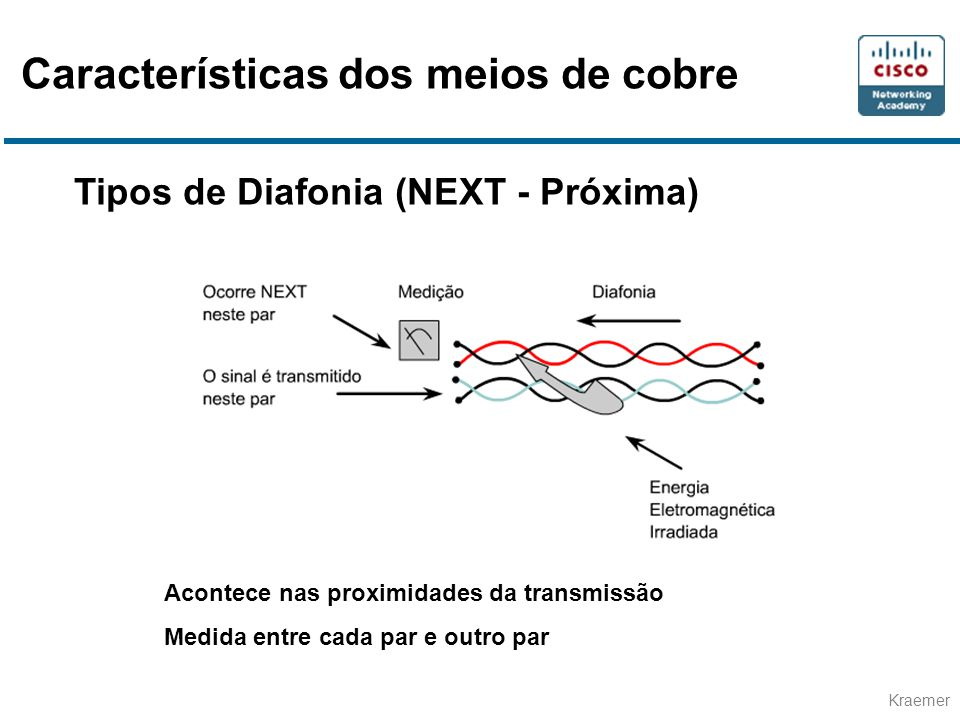 Características dos meios de cobre
CISCO
Networking
Academy
Tipos de Diafonia (NEXT - Próxima)
Ocorre NEXT
neste par
Medição
Diafonia
O sinal é transmitido
neste par
Energia
Eletromagnética
Irradiada
Acontece nas proximidades da transmissão
Medida entre cada par e outro par
Kraemer